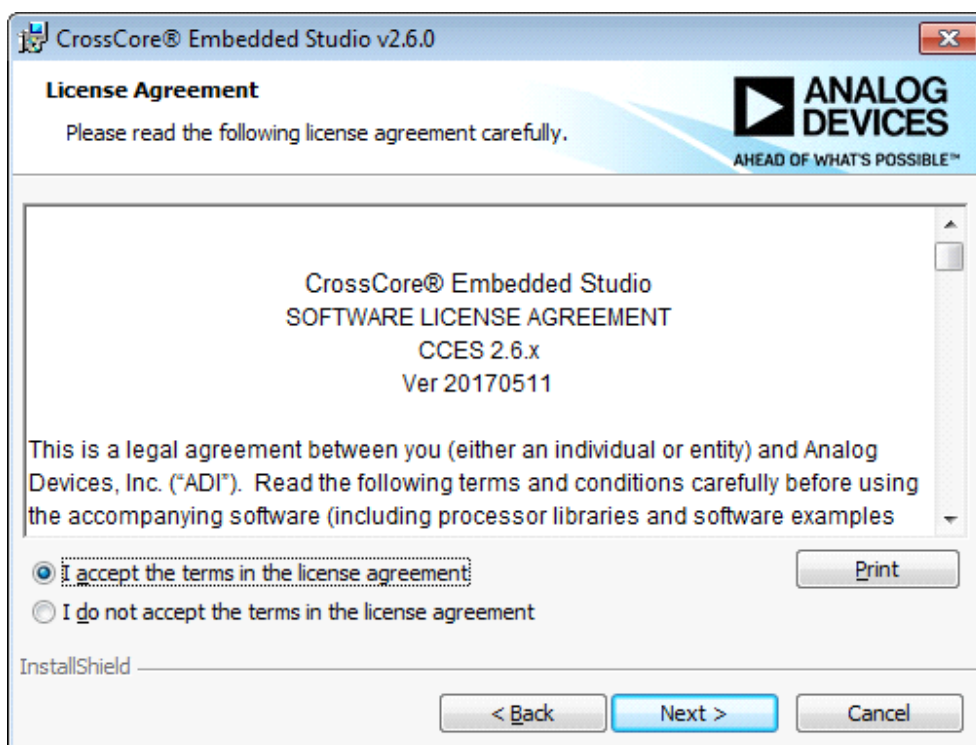 CrossCore® Embedded Studio v2.6.0
License Agreement
Please read the following license agreement carefully.
ANALOG
DEVICES
AHEAD OF WHAT'S POSSIBLE™
CrossCore® Embedded Studio
SOFTWARE LICENSE AGREEMENT
CCES 2.6.x
Ver 20170511
This is a legal agreement between you (either an individual or entity) and Analog
Devices, Inc. (“ADI”).  Read the following terms and conditions carefully before using
the accompanying software (including processor libraries and software examples
I accept the terms in the license agreement
Print
I do not accept the terms in the license agreement
InstallShield
< Back
Next >
Cancel